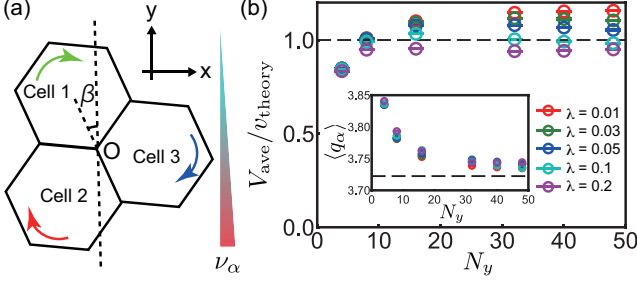 (a)
y
x
Cell 1
β
O
Cell 3
Cell 2
ν_α
(b)
V_ave/v_theory
1.0
0.5
0.0
0 10 20 30 40 50
N_y
⟨q_α⟩
3.85
3.80
3.75
3.70
0 10 20 30 40 50
N_y
λ = 0.01
λ = 0.03
λ = 0.05
λ = 0.1
λ = 0.2